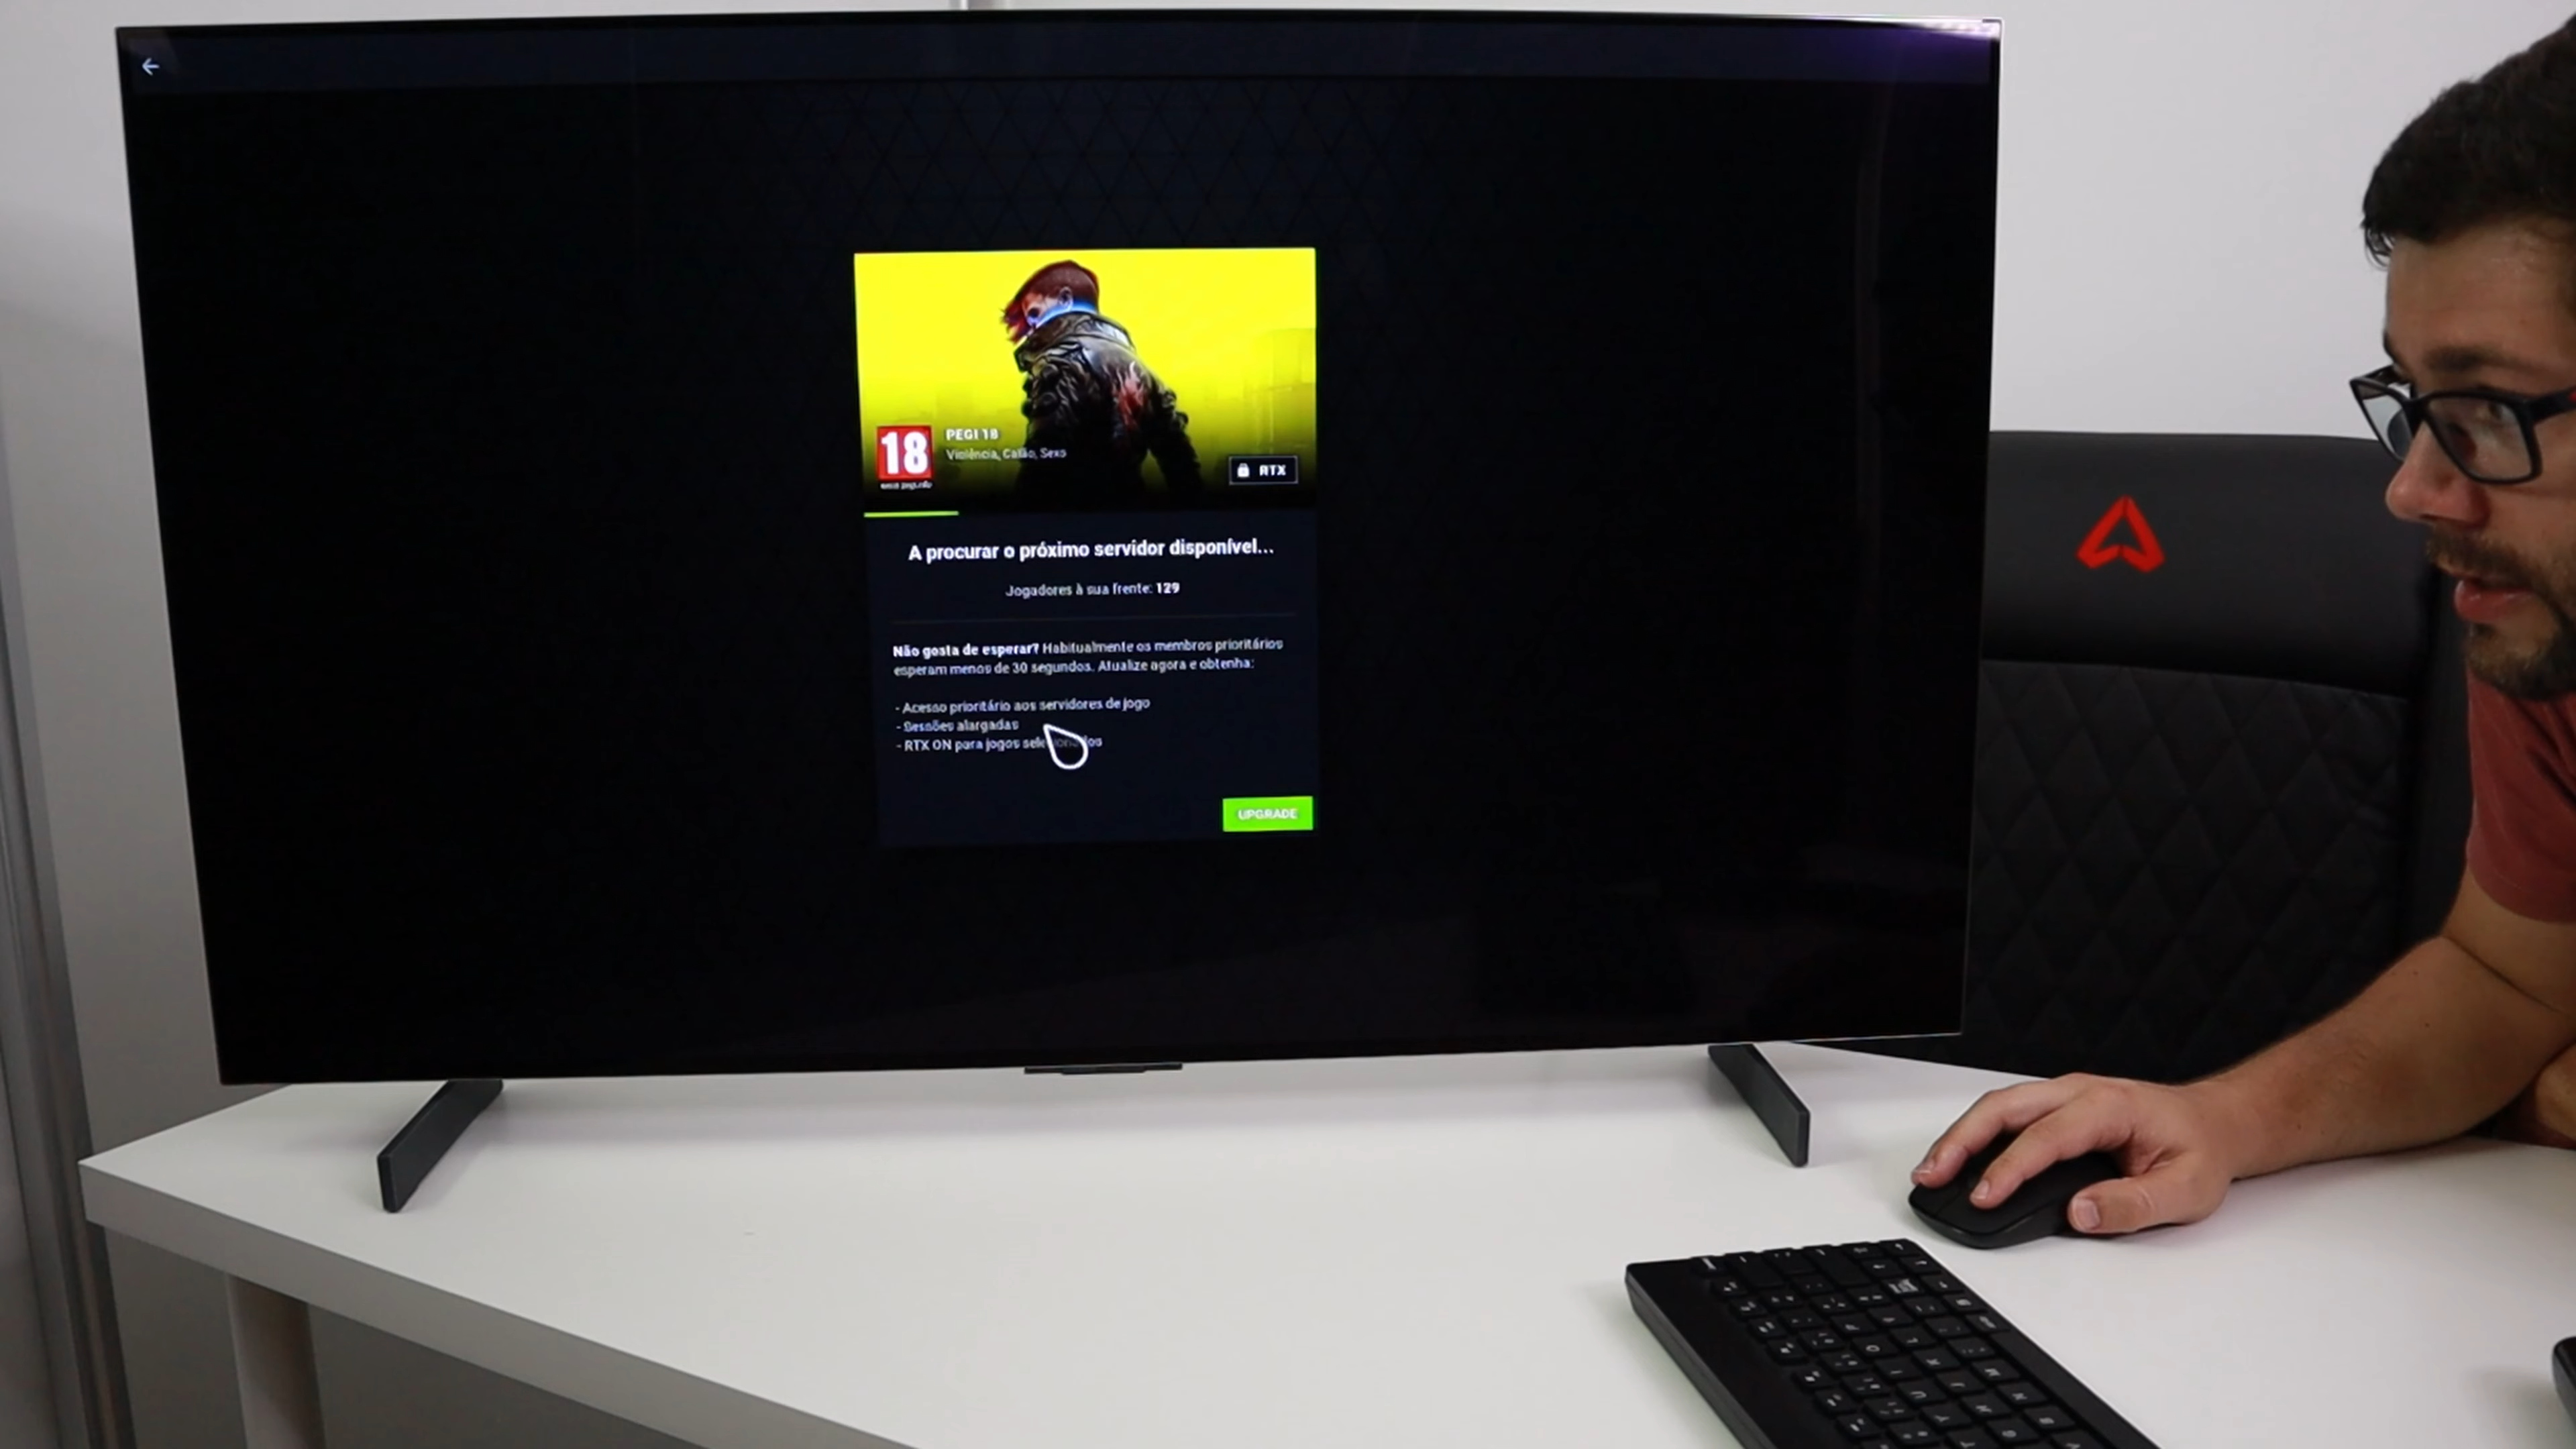 18
PEGI 18
Violência, Calão, Sexo
RTX
A procurar o próximo servidor disponível...
Jogadores à sua frente: 129
Não gosta de esperar? Habitualmente os membros prioritários
esperam menos de 30 segundos. Atualize agora e obtenha:
- Acesso prioritário aos servidores de jogo
- Sessões alargadas
- RTX ON para jogos selecionados
UPGRADE